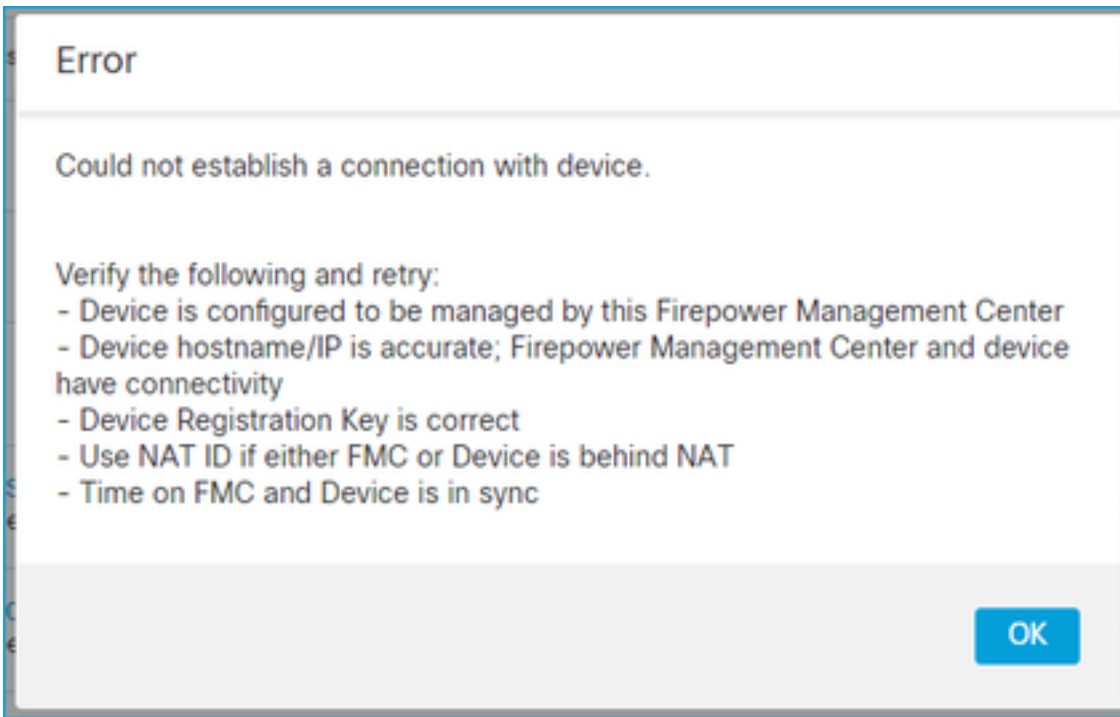 Error
Could not establish a connection with device.
Verify the following and retry:
- Device is configured to be managed by this Firepower Management Center
- Device hostname/IP is accurate; Firepower Management Center and device
have connectivity
- Device Registration Key is correct
- Use NAT ID if either FMC or Device is behind NAT
- Time on FMC and Device is in sync
OK